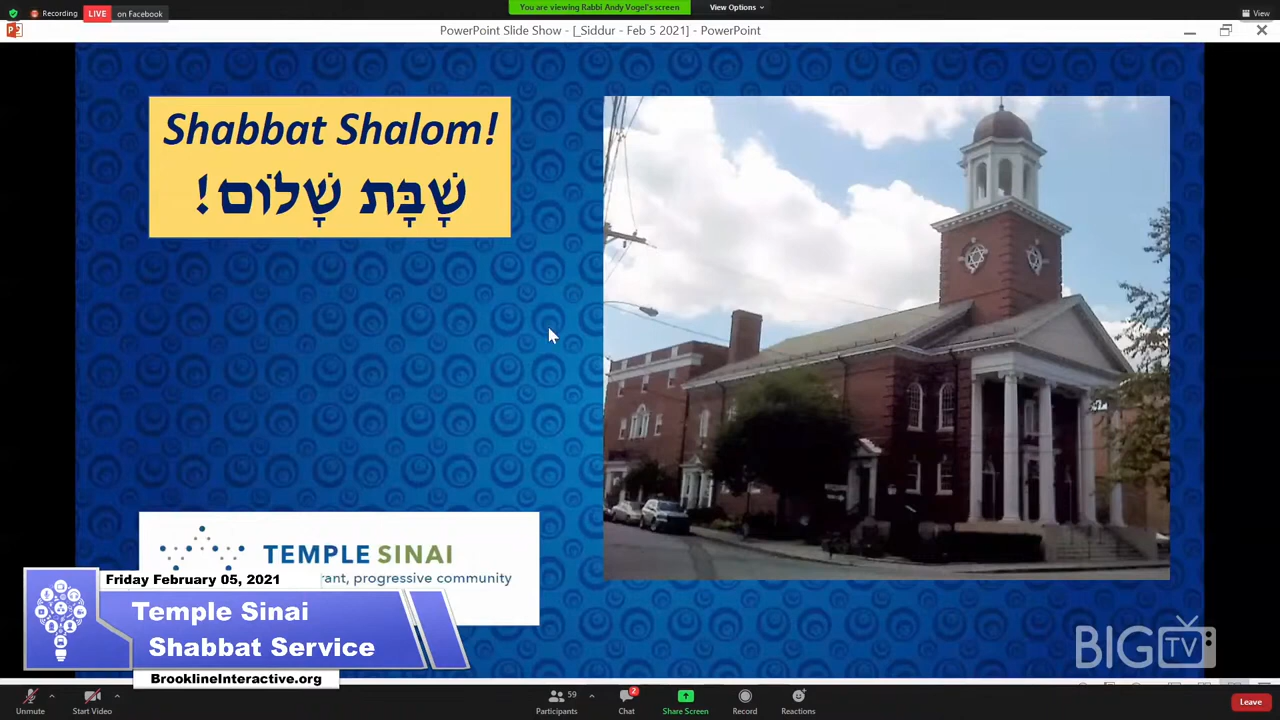 Recording
LIVE
on Facebook
You are viewing Rabbi Andy Vogel's screen
View Options
View
PowerPoint Slide Show - [_Siddur - Feb 5 2021] - PowerPoint
Shabbat Shalom!
שַׁבָּת שָׁלוֹם!
TEMPLE SINAI
progressive community
Friday February 05, 2021
Temple Sinai
Shabbat Service
BrooklineInteractive.org
BIG TV
Unmute
Start Video
59
Participants
2
Chat
Share Screen
Record
Reactions
Leave